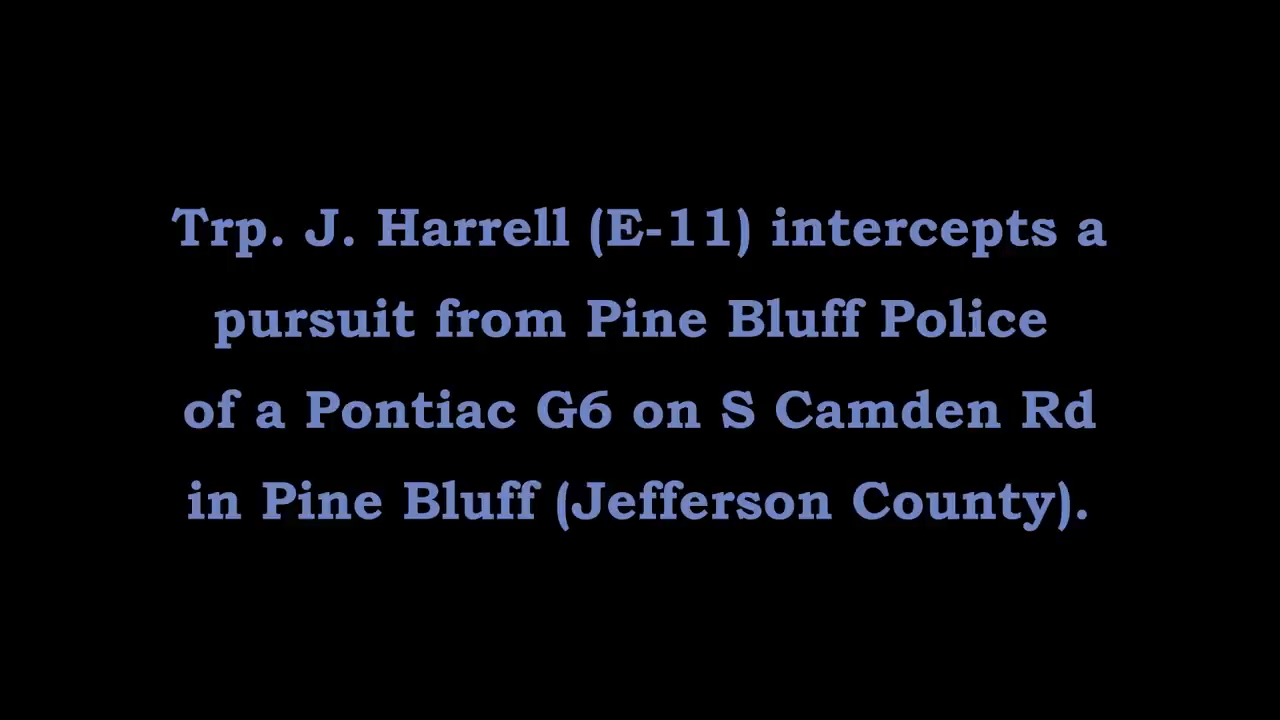 Trp. J. Harrell (E-11) intercepts a
pursuit from Pine Bluff Police
of a Pontiac G6 on S Camden Rd
in Pine Bluff (Jefferson County).